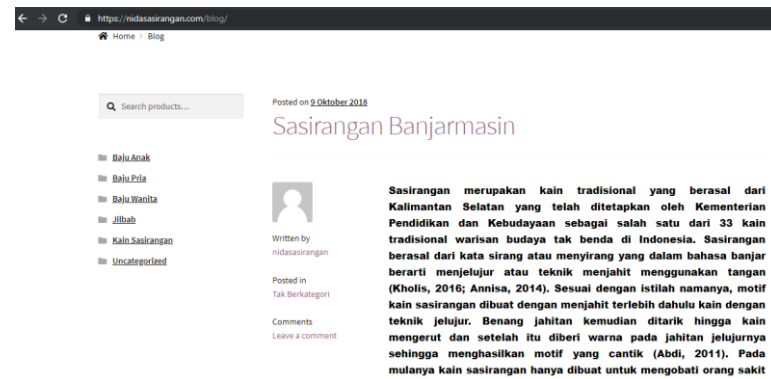 https://nidasasirangan.com/blog/
Home > Blog
Search products...
Baju Anak
Baju Pria
Baju Wanita
Jilbab
Kain Sasirangan
Uncategorized
Posted on 9 Oktober 2018
Sasirangan Banjarmasin
Written by
nidasasirangan
Posted in
Tak Berkategori
Comments
Leave a comment
Sasirangan merupakan kain tradisional yang berasal dari
Kalimantan Selatan yang telah ditetapkan oleh Kementerian
Pendidikan dan Kebudayaan sebagai salah satu dari 33 kain
tradisional warisan budaya tak benda di Indonesia. Sasirangan
berasal dari kata sirang atau menyirang yang dalam bahasa banjar
berarti menjelujur atau teknik menjahit menggunakan tangan
(Kholis, 2016; Annisa, 2014). Sesuai dengan istilah namanya, motif
kain sasirangan dibuat dengan menjahit terlebih dahulu kain dengan
teknik jelujur. Benang jahitan kemudian ditarik hingga kain
mengerut dan setelah itu diberi warna pada jahitan jelujurnya
sehingga menghasilkan motif yang cantik (Abdi, 2011). Pada
mulanya kain sasirangan hanya dibuat untuk mengobati orang sakit